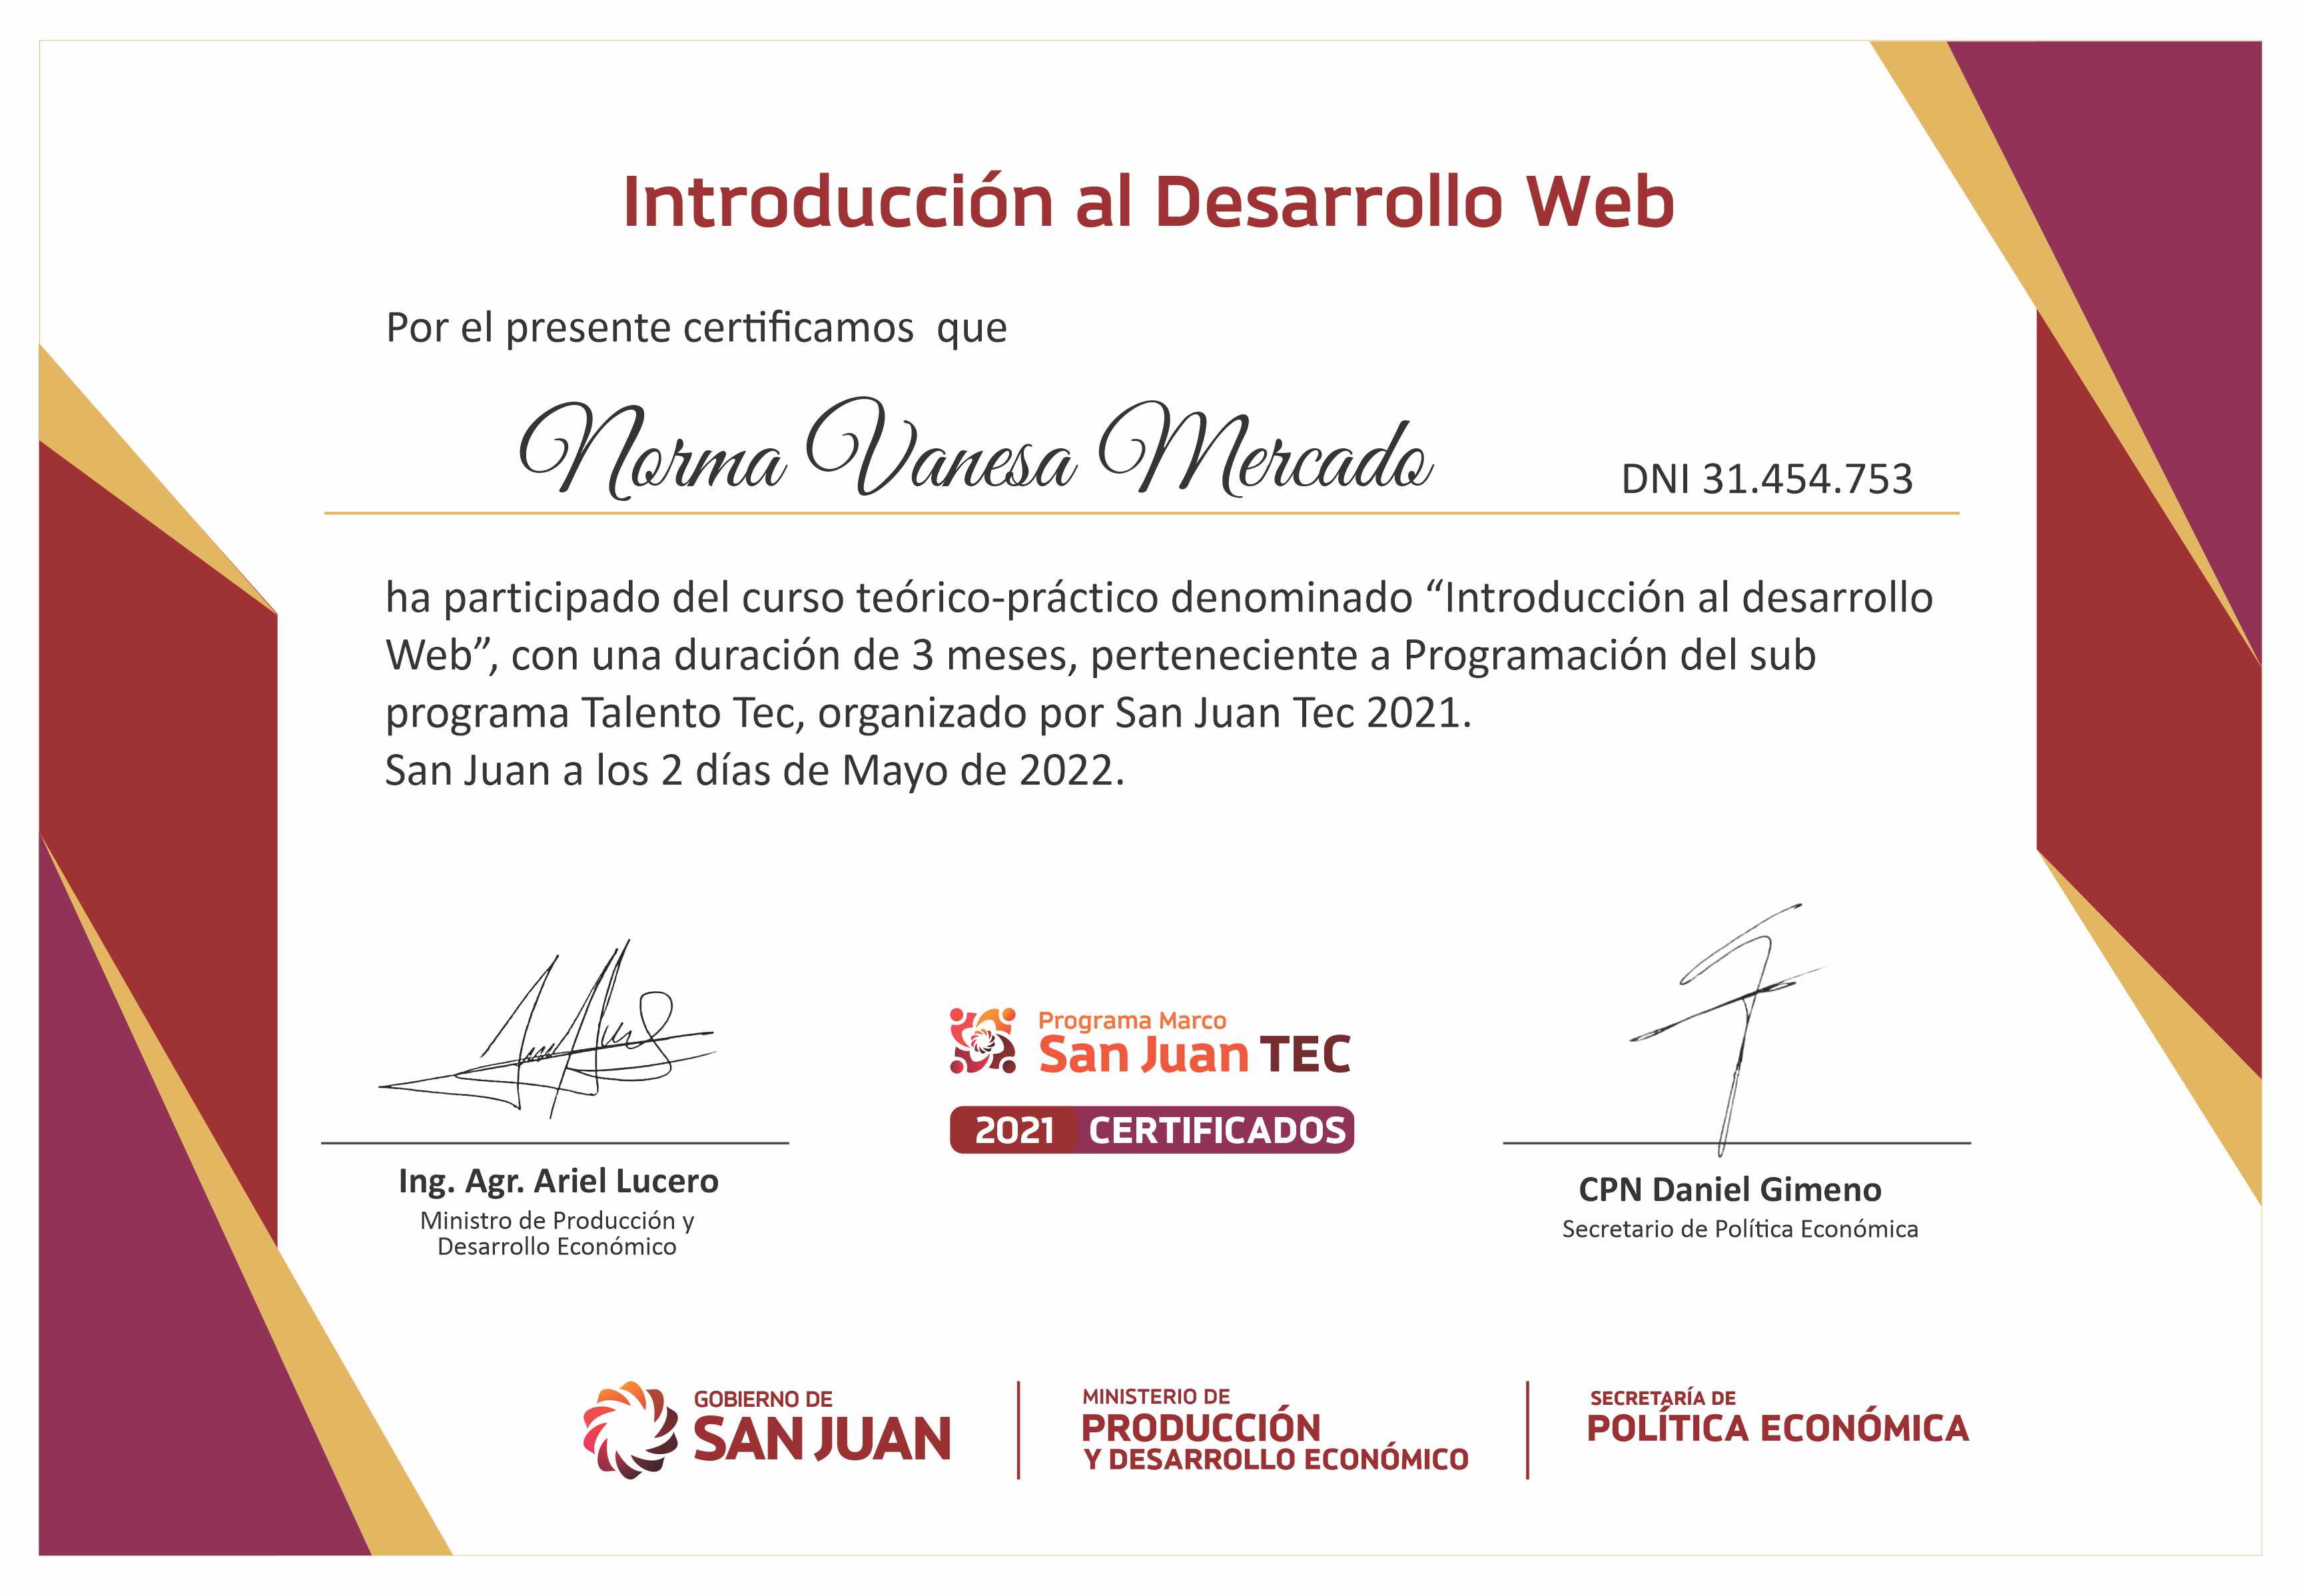 Introducción al Desarrollo Web
Por el presente certificamos que
Norma Vanesa Mercado DNI 31.454.753
ha participado del curso teórico-práctico denominado “Introducción al desarrollo
Web”, con una duración de 3 meses, perteneciente a Programación del sub
programa Talento Tec, organizado por San Juan Tec 2021.
San Juan a los 2 días de Mayo de 2022.
Programa Marco
San Juan TEC
2021 CERTIFICADOS
Ing. Agr. Ariel Lucero
Ministro de Producción y
Desarrollo Económico
CPN Daniel Gimeno
Secretario de Política Económica
GOBIERNO DE
SAN JUAN
MINISTERIO DE
PRODUCCIÓN
Y DESARROLLO ECONÓMICO
SECRETARÍA DE
POLÍTICA ECONÓMICA